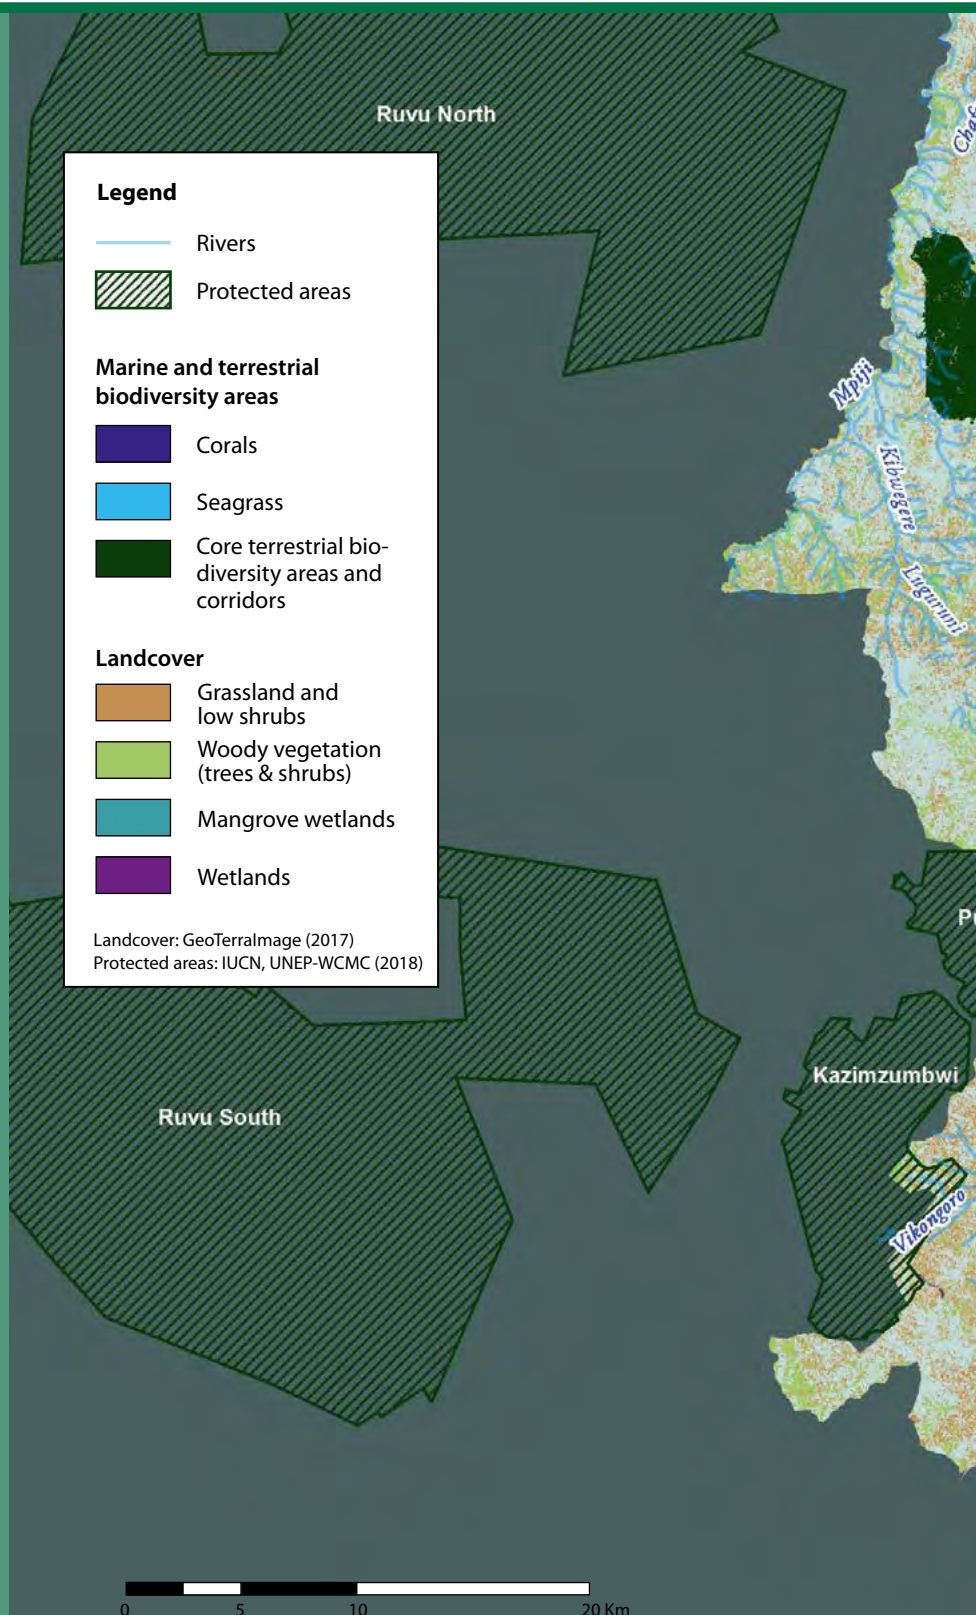 Ruvu North
Legend
Rivers
Protected areas
Marine and terrestrial
biodiversity areas
Corals
Seagrass
Core terrestrial bio-
diversity areas and
corridors
Landcover
Grassland and
low shrubs
Woody vegetation
(trees & shrubs)
Mangrove wetlands
Wetlands
Landcover: GeoTerraImage (2017)
Protected areas: IUCN, UNEP-WCMC (2018)
Mpiji
Kibwegere
Luguruni
Kazimzumbwi
Ruvu South
Vikongoro
0 5 10 20 Km